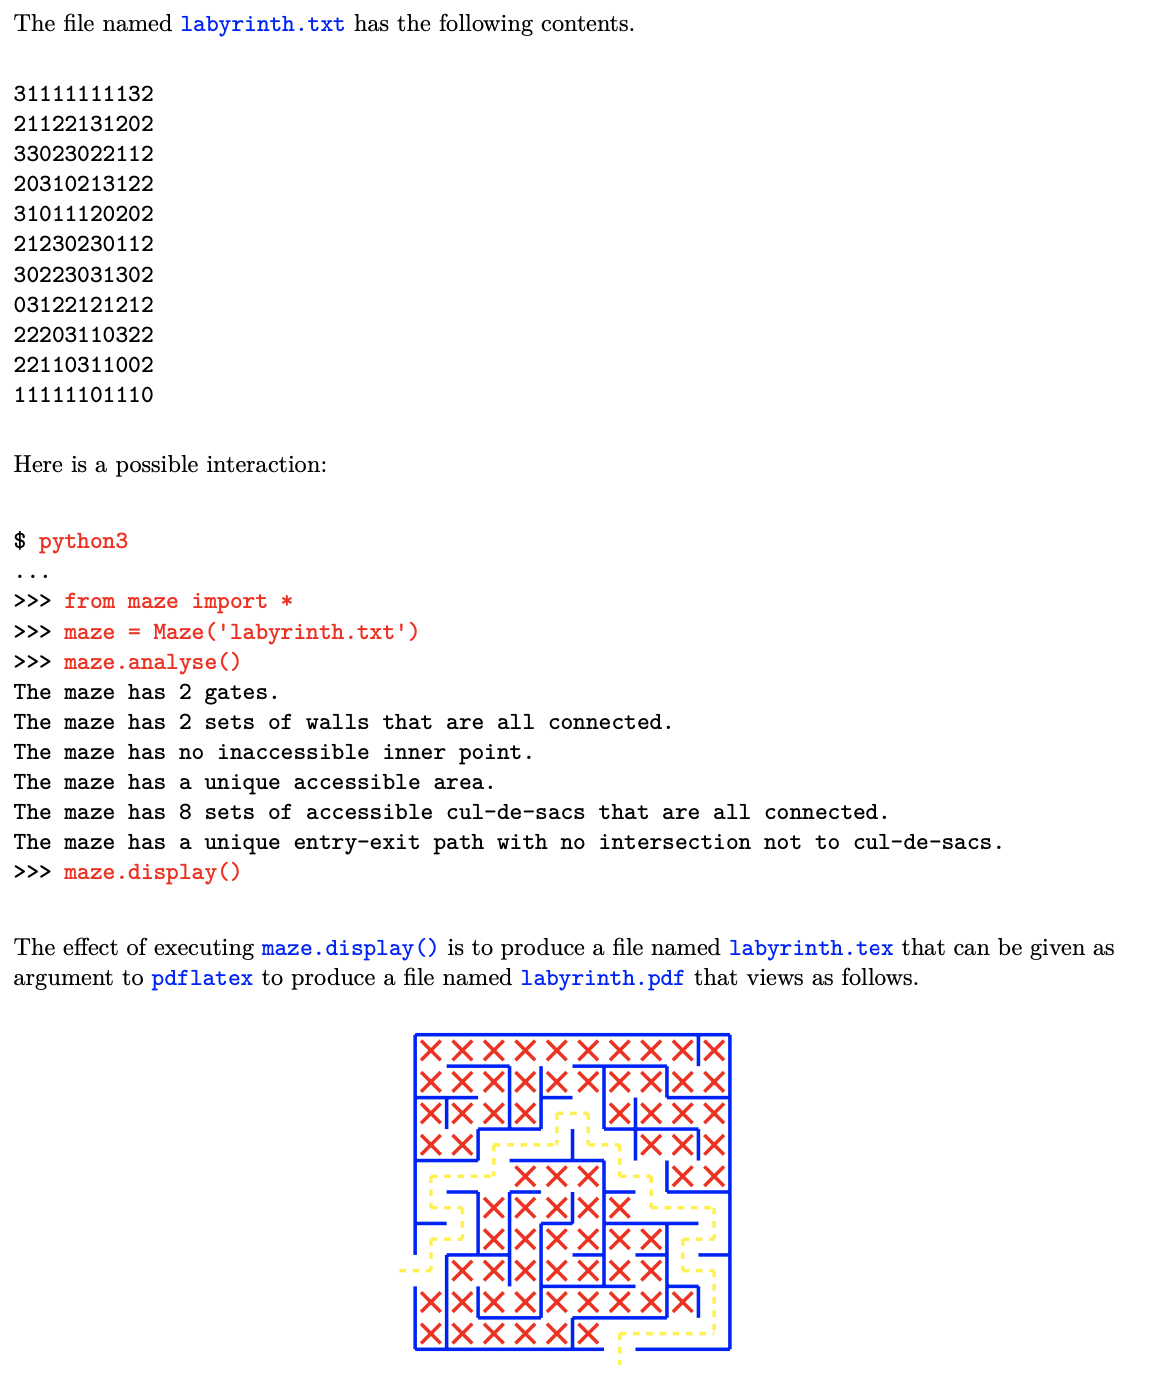 The file named labyrinth.txt has the following contents.
31111111132
21122131202
33023022112
20310213122
31011120202
21230230112
30223031302
03122121212
22203110322
22110311002
11111101110
Here is a possible interaction:
$ python3
...
>>> from maze import *
>>> maze = Maze('labyrinth.txt')
>>> maze.analyse()
The maze has 2 gates.
The maze has 2 sets of walls that are all connected.
The maze has no inaccessible inner point.
The maze has a unique accessible area.
The maze has 8 sets of accessible cul-de-sacs that are all connected.
The maze has a unique entry-exit path with no intersection not to cul-de-sacs.
>>> maze.display()
The effect of executing maze.display() is to produce a file named labyrinth.tex that can be given as
argument to pdflatex to produce a file named labyrinth.pdf that views as follows.